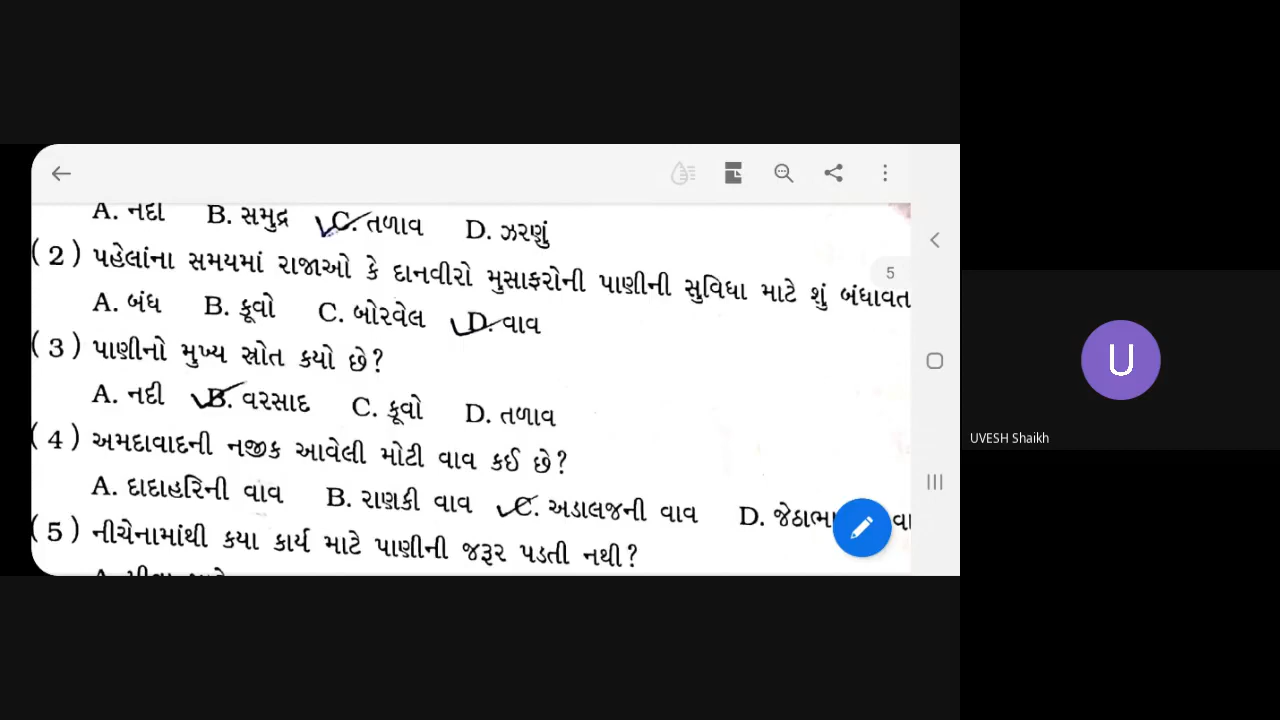 A. નદી B. સમુદ્ર C. તળાવ D. ઝરણું
(2) પહેલાંના સમયમાં રાજાઓ કે દાનવીરો મુસાફરોની પાણીની સુવિધા માટે શું બંધાવત
5
A. બંધ B. કૂવો C. બોરવેલ D. વાવ
(3) પાણીનો મુખ્ય સ્રોત કયો છે?
A. નદી B. વરસાદ C. કૂવો D. તળાવ
(4) અમદાવાદની નજીક આવેલી મોટી વાવ કઈ છે?
A. દાદાહરિની વાવ B. રાણકી વાવ C. અડાલજની વાવ D. જેઠાભા વા
(5) નીચેનામાંથી કયા કાર્ય માટે પાણીની જરૂર પડતી નથી?
U
UVESH Shaikh